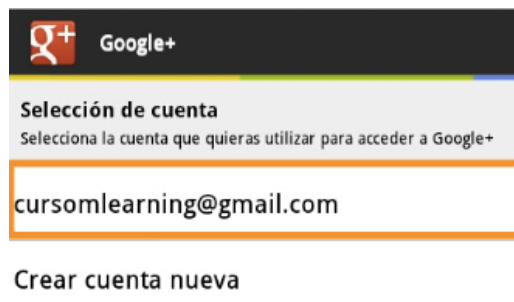 g+ Google+
Selección de cuenta
Selecciona la cuenta que quieras utilizar para acceder a Google+
cursomlearning@gmail.com
Crear cuenta nueva